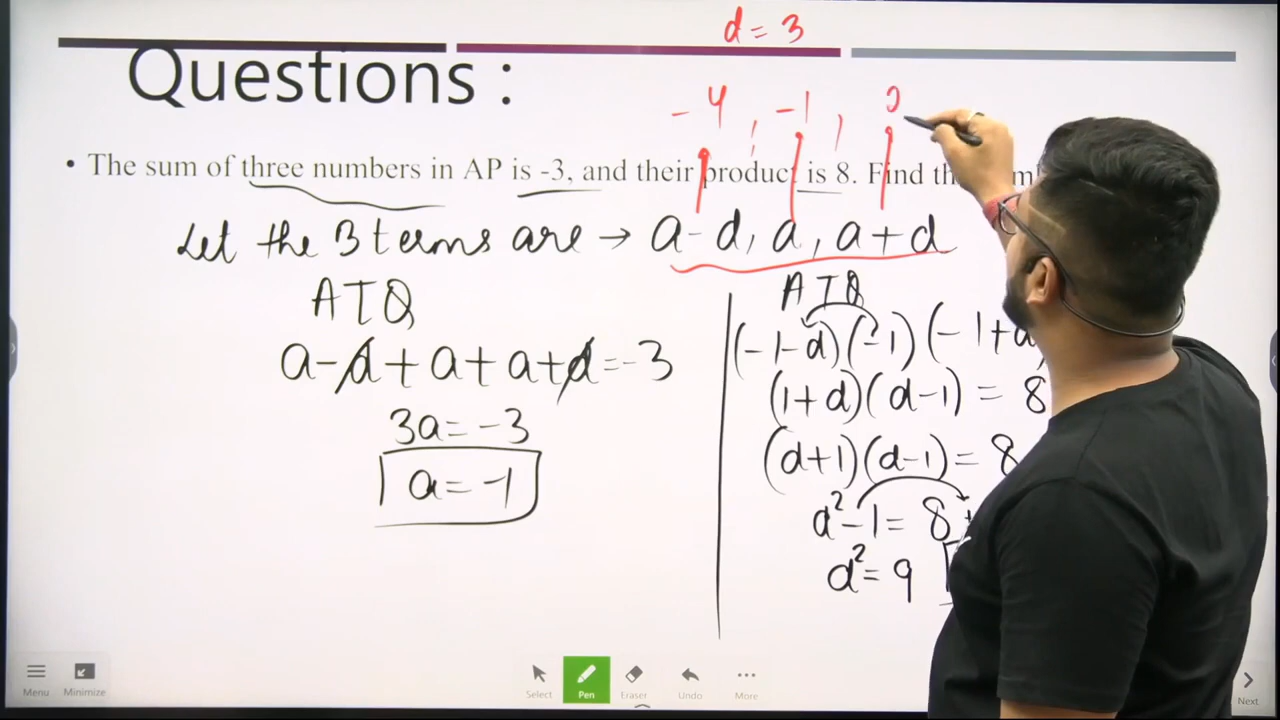 d = 3
Questions :
-4, -1,
• The sum of three numbers in AP is -3, and their product is 8. Find
Let the 3 terms are → a-d, a, a+d
ATQ
a-d+a+a+d=-3
3a=-3
a=-1
ATQ
(-1-d)(-1)(-1+d
(1+d)(d-1) = 8
(d+1)(d-1) = 8
d²-1= 8
d²= 9
Menu
Minimize
Select
Pen
Eraser
Undo
More
Next